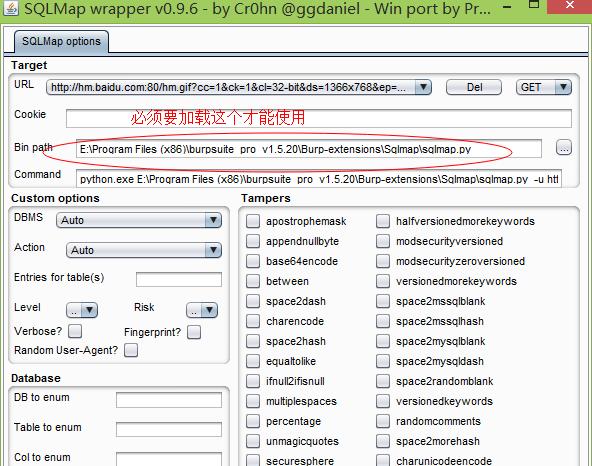 SQLMap wrapper v0.9.6 - by Cr0hn @ggdaniel - Win port by Pr...
SQLMap options
Target
URL http://hm.baidu.com:80/hm.gif?cc=1&ck=1&cl=32-bit&ds=1366x768&ep=... Del GET
Cookie 必须要加载这个才能使用
Bin path E:\Program Files (x86)\burpsuite_pro_v1.5.20\Burp-extensions\Sqlmap\sqlmap.py ...
Command python.exe E:\Program Files (x86)\burpsuite_pro_v1.5.20\Burp-extensions\Sqlmap\sqlmap.py -u htt
Custom options
DBMS Auto
Action Auto
Entries for table(s)
Level .. Risk ..
Verbose? Fingerprint?
Random User-Agent?
Database
DB to enum
Table to enum
Col to enum
Tampers
apostrophemask halfversionedmorekeywords
appendnullbyte modsecurityversioned
base64encode modsecurityzeroversioned
between versionedmorekeywords
space2dash space2mssqlblank
charencode space2mssqlhash
space2hash space2mysqlblank
equaltolike space2mysqldash
ifnull2ifisnull space2randomblank
multiplespaces versionedkeywords
percentage randomcomments
unmagicquotes space2morehash
securesphere charunicodeencode